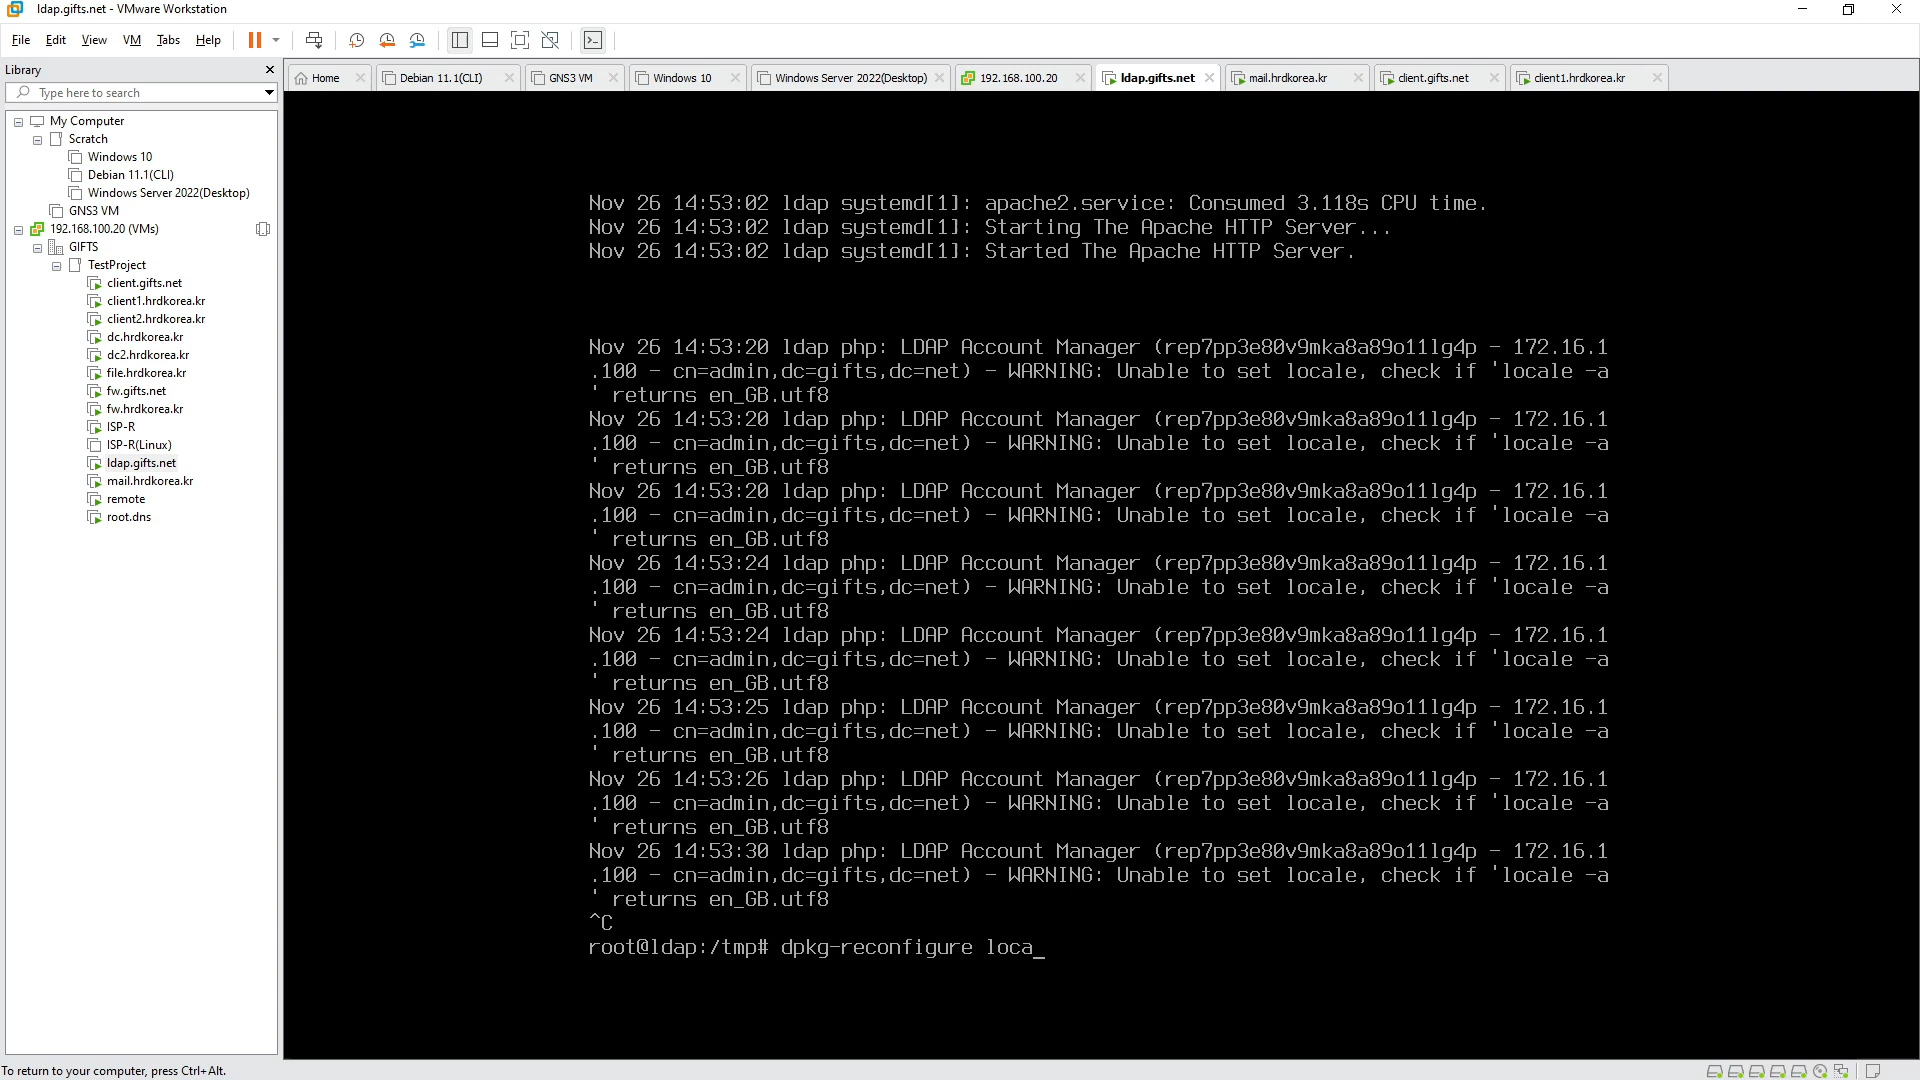 ldap.gifts.net - VMware Workstation
File Edit View VM Tabs Help
Library
Type here to search
My Computer
Scratch
Windows 10
Debian 11.1(CLI)
Windows Server 2022(Desktop)
GNS3 VM
192.168.100.20 (VMs)
GIFTS
TestProject
client.gifts.net
client1.hrdkorea.kr
client2.hrdkorea.kr
dc.hrdkorea.kr
dc2.hrdkorea.kr
file.hrdkorea.kr
fw.gifts.net
fw.hrdkorea.kr
ISP-R
ISP-R(Linux)
ldap.gifts.net
mail.hrdkorea.kr
remote
root.dns
Home Debian 11.1(CLI) GNS3 VM Windows 10 Windows Server 2022(Desktop) 192.168.100.20 ldap.gifts.net mail.hrdkorea.kr client.gifts.net client1.hrdkorea.kr
Nov 26 14:53:02 ldap systemd[1]: apache2.service: Consumed 3.118s CPU time.
Nov 26 14:53:02 ldap systemd[1]: Starting The Apache HTTP Server...
Nov 26 14:53:02 ldap systemd[1]: Started The Apache HTTP Server.
Nov 26 14:53:20 ldap php: LDAP Account Manager (rep7pp3e80v9mka8a89o11lg4p - 172.16.1
.100 - cn=admin,dc=gifts,dc=net) - WARNING: Unable to set locale, check if 'locale -a
' returns en_GB.utf8
Nov 26 14:53:20 ldap php: LDAP Account Manager (rep7pp3e80v9mka8a89o11lg4p - 172.16.1
.100 - cn=admin,dc=gifts,dc=net) - WARNING: Unable to set locale, check if 'locale -a
' returns en_GB.utf8
Nov 26 14:53:20 ldap php: LDAP Account Manager (rep7pp3e80v9mka8a89o11lg4p - 172.16.1
.100 - cn=admin,dc=gifts,dc=net) - WARNING: Unable to set locale, check if 'locale -a
' returns en_GB.utf8
Nov 26 14:53:24 ldap php: LDAP Account Manager (rep7pp3e80v9mka8a89o11lg4p - 172.16.1
.100 - cn=admin,dc=gifts,dc=net) - WARNING: Unable to set locale, check if 'locale -a
' returns en_GB.utf8
Nov 26 14:53:24 ldap php: LDAP Account Manager (rep7pp3e80v9mka8a89o11lg4p - 172.16.1
.100 - cn=admin,dc=gifts,dc=net) - WARNING: Unable to set locale, check if 'locale -a
' returns en_GB.utf8
Nov 26 14:53:25 ldap php: LDAP Account Manager (rep7pp3e80v9mka8a89o11lg4p - 172.16.1
.100 - cn=admin,dc=gifts,dc=net) - WARNING: Unable to set locale, check if 'locale -a
' returns en_GB.utf8
Nov 26 14:53:26 ldap php: LDAP Account Manager (rep7pp3e80v9mka8a89o11lg4p - 172.16.1
.100 - cn=admin,dc=gifts,dc=net) - WARNING: Unable to set locale, check if 'locale -a
' returns en_GB.utf8
Nov 26 14:53:30 ldap php: LDAP Account Manager (rep7pp3e80v9mka8a89o11lg4p - 172.16.1
.100 - cn=admin,dc=gifts,dc=net) - WARNING: Unable to set locale, check if 'locale -a
' returns en_GB.utf8
^C
root@ldap:/tmp# dpkg-reconfigure loca_
To return to your computer, press Ctrl+Alt.